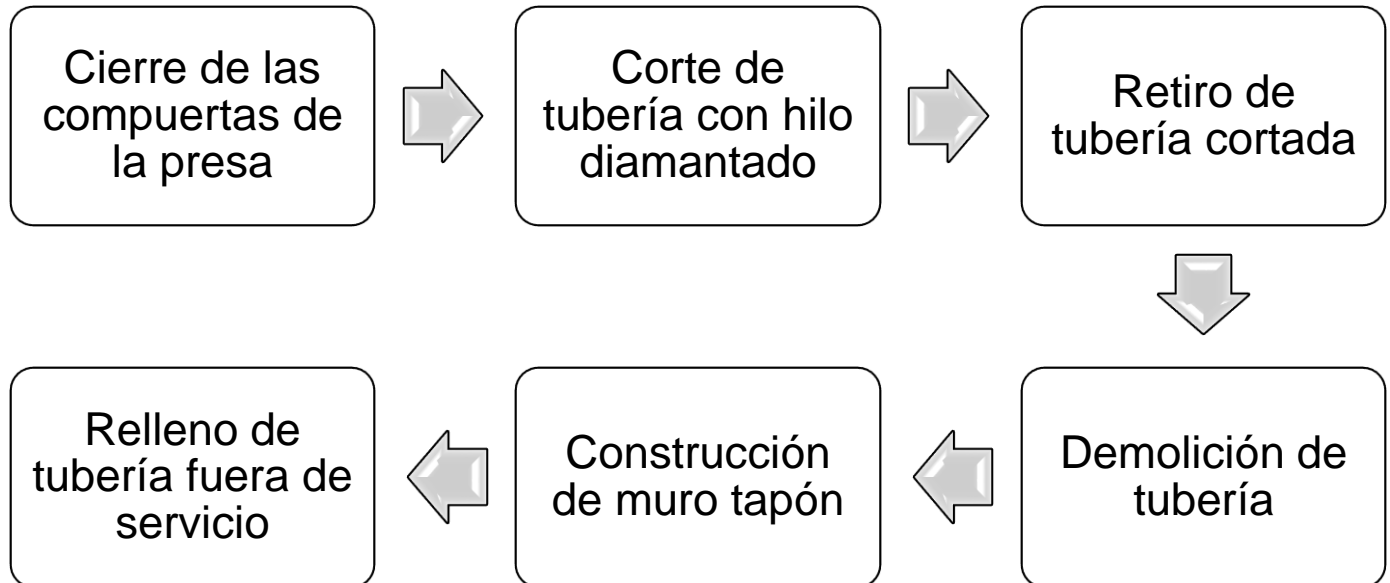 Cierre de las
compuertas de
la presa
Corte de
tubería con hilo
diamantado
Retiro de
tubería cortada
Demolición de
tubería
Construcción
de muro tapón
Relleno de
tubería fuera de
servicio